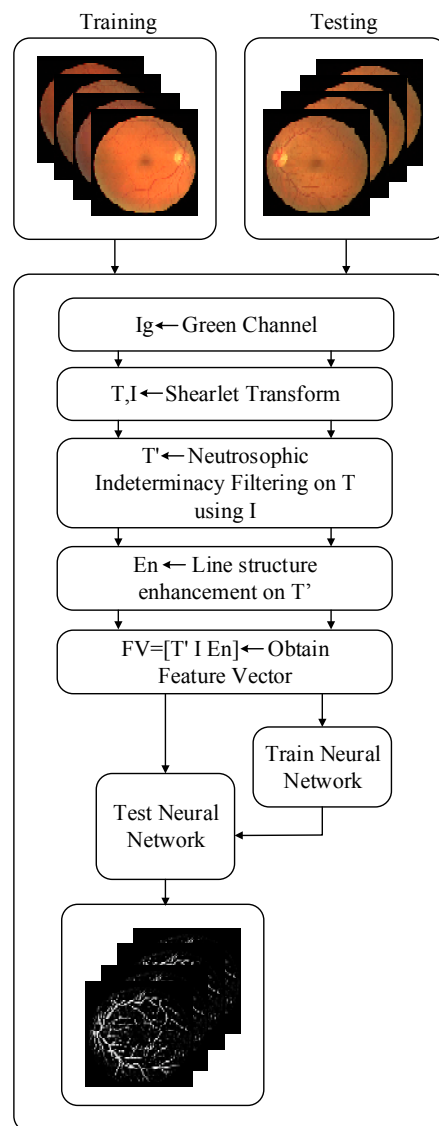 Training
Testing
Ig←Green Channel
T,I←Shearlet Transform
T'←Neutrosophic
Indeterminacy Filtering on T
using I
En← Line structure
enhancement on T’
FV=[T' I En]←Obtain
Feature Vector
Train Neural
Network
Test Neural
Network